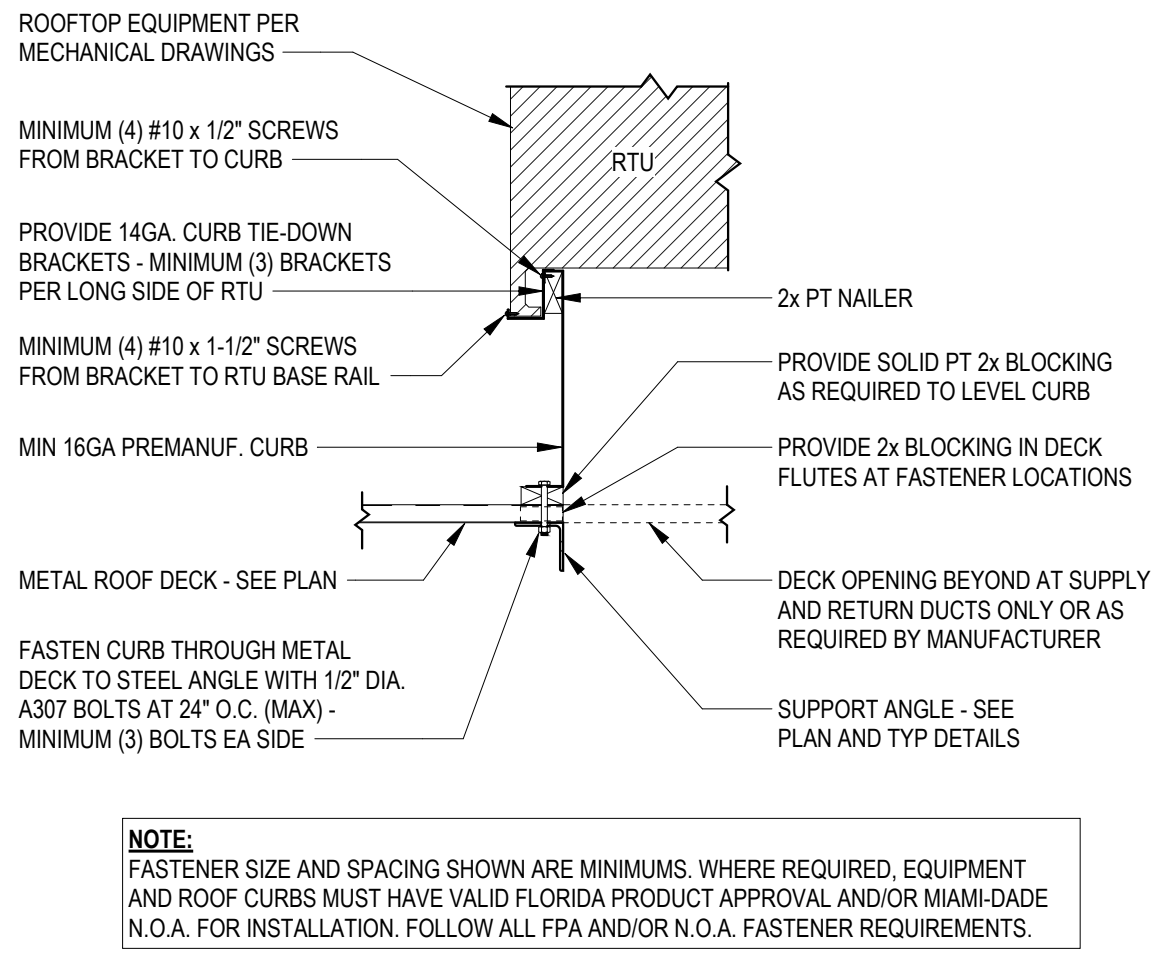 ROOFTOP EQUIPMENT PER
MECHANICAL DRAWINGS
MINIMUM (4) #10 x 1/2" SCREWS
FROM BRACKET TO CURB
PROVIDE 14GA. CURB TIE-DOWN
BRACKETS - MINIMUM (3) BRACKETS
PER LONG SIDE OF RTU
MINIMUM (4) #10 x 1-1/2" SCREWS
FROM BRACKET TO RTU BASE RAIL
MIN 16GA PREMANUF. CURB
METAL ROOF DECK - SEE PLAN
FASTEN CURB THROUGH METAL
DECK TO STEEL ANGLE WITH 1/2" DIA.
A307 BOLTS AT 24" O.C. (MAX) -
MINIMUM (3) BOLTS EA SIDE
RTU
2x PT NAILER
PROVIDE SOLID PT 2x BLOCKING
AS REQUIRED TO LEVEL CURB
PROVIDE 2x BLOCKING IN DECK
FLUTES AT FASTENER LOCATIONS
DECK OPENING BEYOND AT SUPPLY
AND RETURN DUCTS ONLY OR AS
REQUIRED BY MANUFACTURER
SUPPORT ANGLE - SEE
PLAN AND TYP DETAILS
NOTE:
FASTENER SIZE AND SPACING SHOWN ARE MINIMUMS. WHERE REQUIRED, EQUIPMENT
AND ROOF CURBS MUST HAVE VALID FLORIDA PRODUCT APPROVAL AND/OR MIAMI-DADE
N.O.A. FOR INSTALLATION. FOLLOW ALL FPA AND/OR N.O.A. FASTENER REQUIREMENTS.